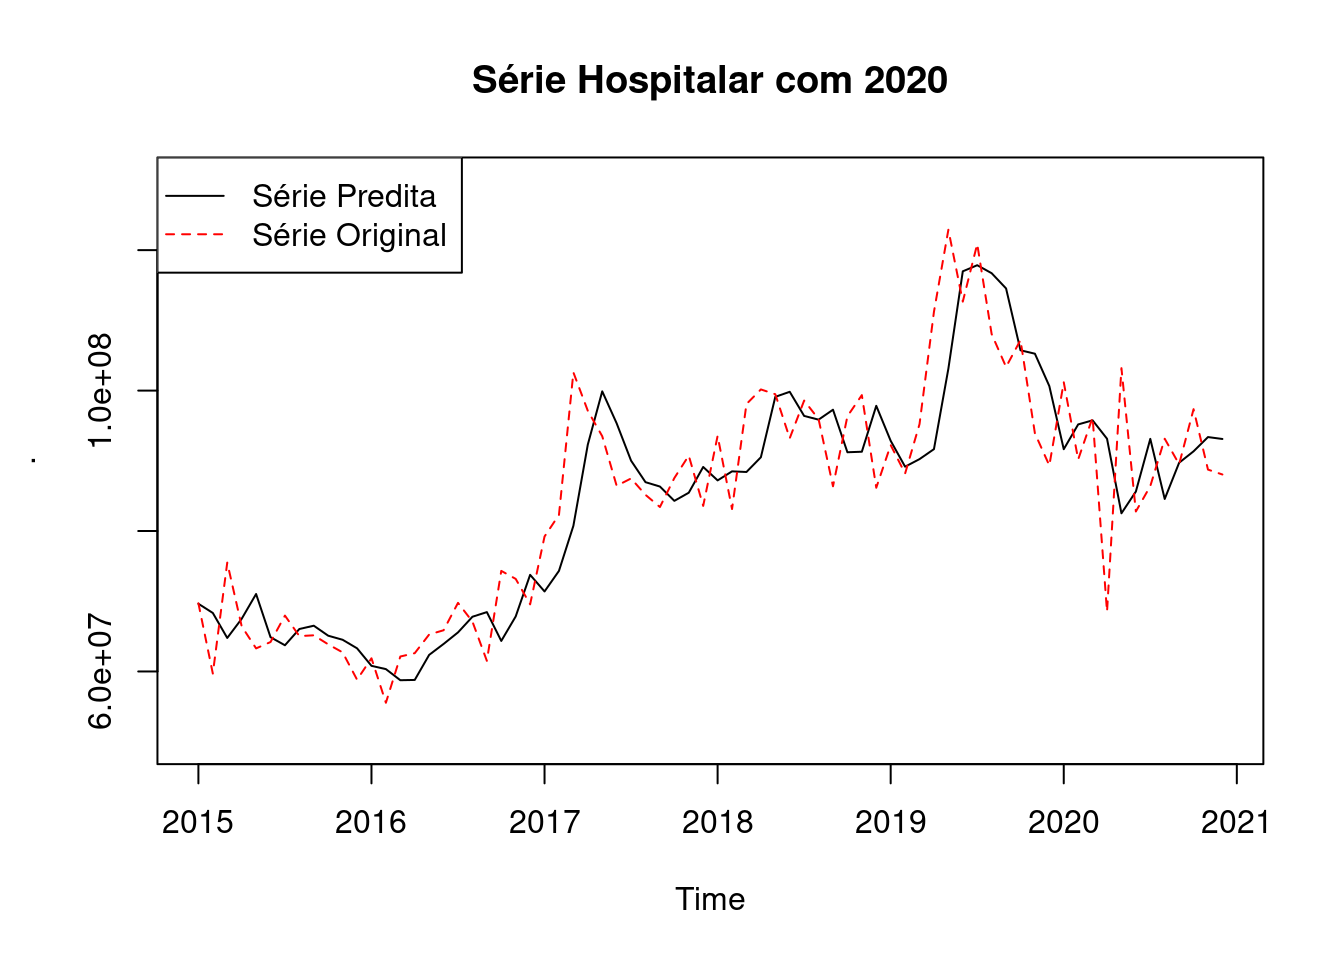 Série Hospitalar com 2020
Série Predita
Série Original
1.0e+08
6.0e+07
.
2015 2016 2017 2018 2019 2020 2021
Time